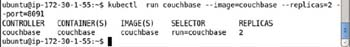 ubuntu@ip-172-30-1-55:~$ kubectl  run couchbase --image=couchbase --replicas=2 -
-port=8091
CONTROLLER   CONTAINER(S)   IMAGE(S)    SELECTOR        REPLICAS
couchbase    couchbase      couchbase   run=couchbase   2
ubuntu@ip-172-30-1-55:~$